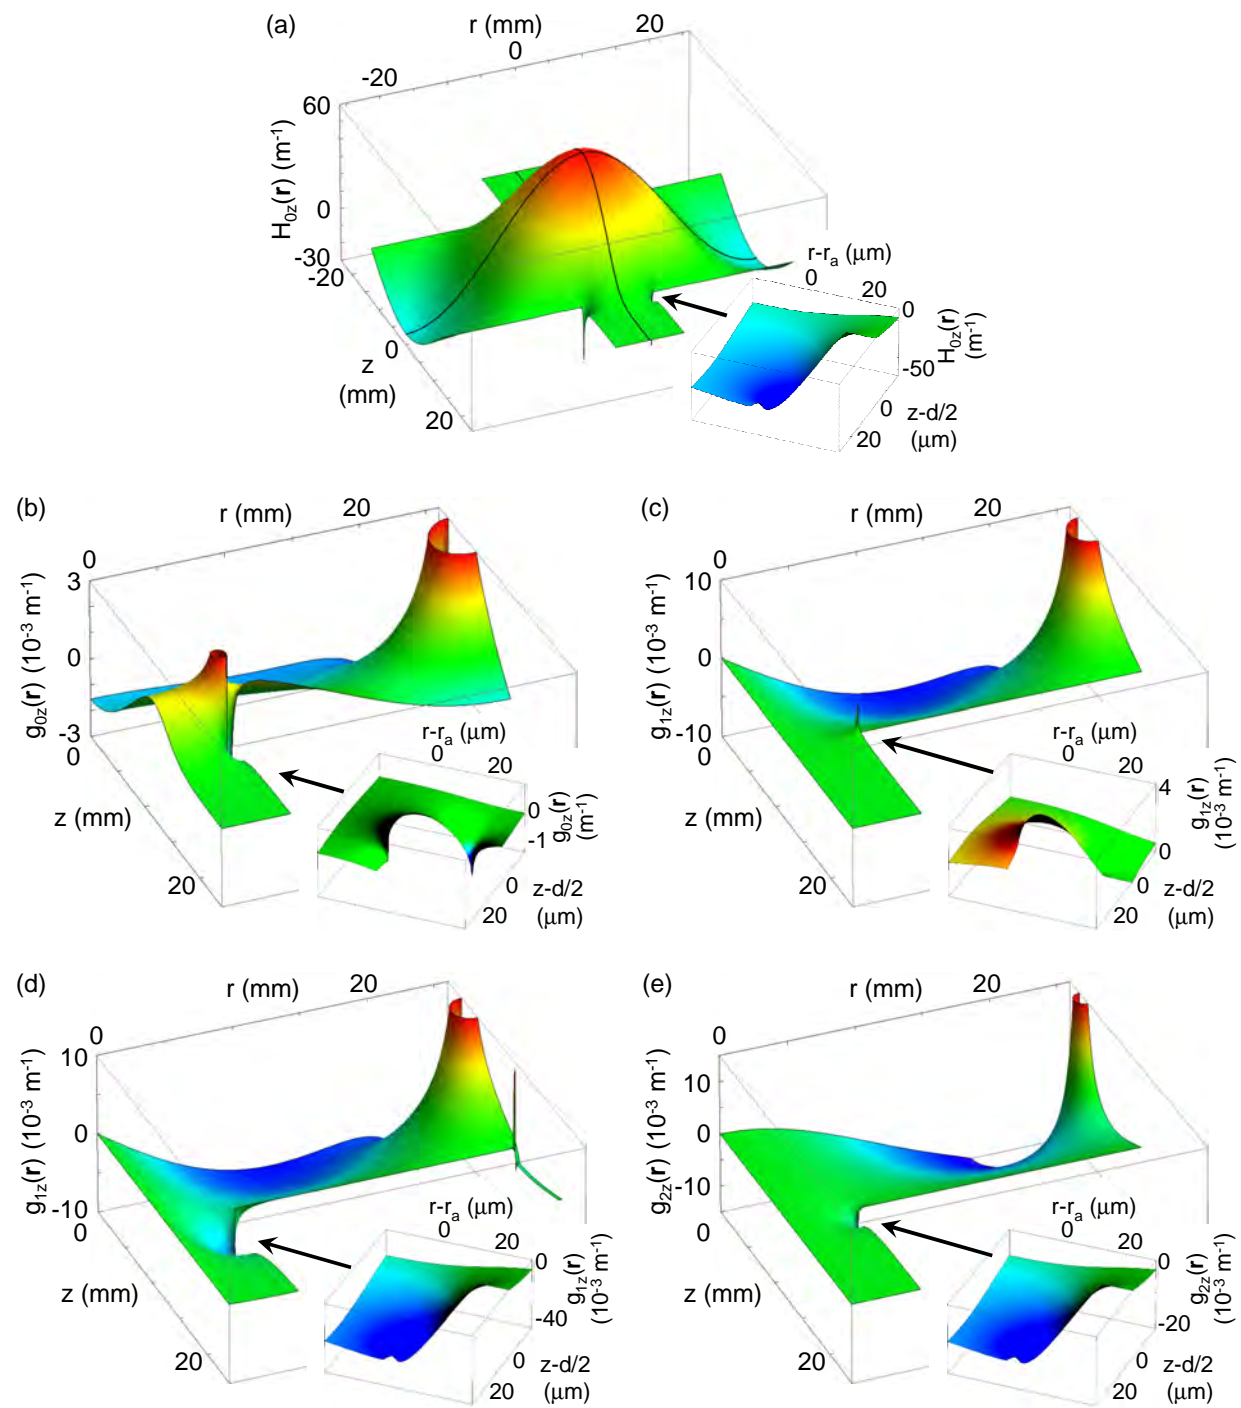 (a)
r (mm)
20
0
-20
60
0
-30
H0z(r) (m-1)
-20
0
20
z
(mm)
r-ra (μm)
0
20
0
-50
H0z(r)
(m-1)
0
20
z-d/2
(μm)
(b)
r (mm)
20
0
3
0
-3
g0z(r) (10-3 m-1)
0
z (mm)
20
r-ra (μm)
0
20
0
-1
g0z(r)
(m-1)
0
20
z-d/2
(μm)
(c)
r (mm)
20
0
10
0
-10
g1z(r) (10-3 m-1)
0
z (mm)
20
r-ra (μm)
0
20
4
0
g1z(r)
(10-3 m-1)
0
20
z-d/2
(μm)
(d)
r (mm)
20
0
10
0
-10
g1z(r) (10-3 m-1)
0
z (mm)
20
r-ra (μm)
0
20
0
-40
g1z(r)
(10-3 m-1)
0
20
z-d/2
(μm)
(e)
r (mm)
20
0
10
0
-10
g2z(r) (10-3 m-1)
0
z (mm)
20
r-ra (μm)
0
20
0
-20
g2z(r)
(10-3 m-1)
0
20
z-d/2
(μm)